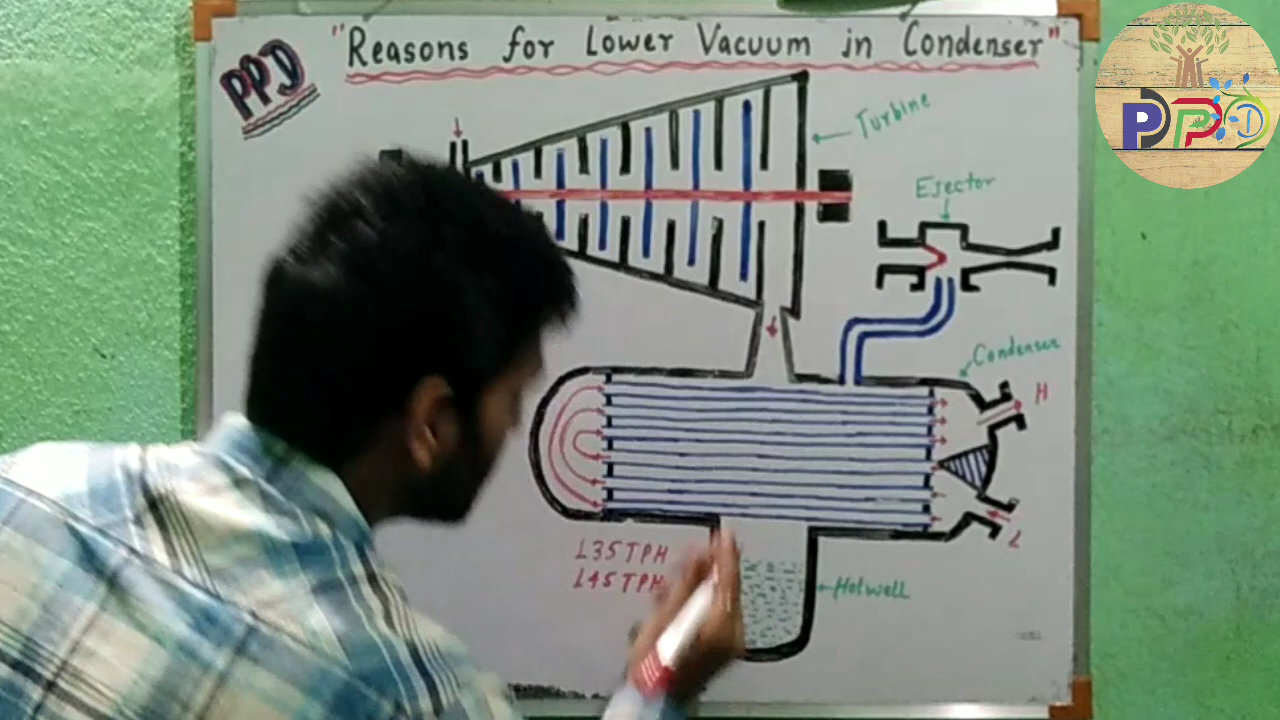 PPD
"Reasons for Lower Vacuum in Condenser"
Turbine
Ejector
Condenser
H
L
L35TPH
L45TPH
Hotwell
PPD